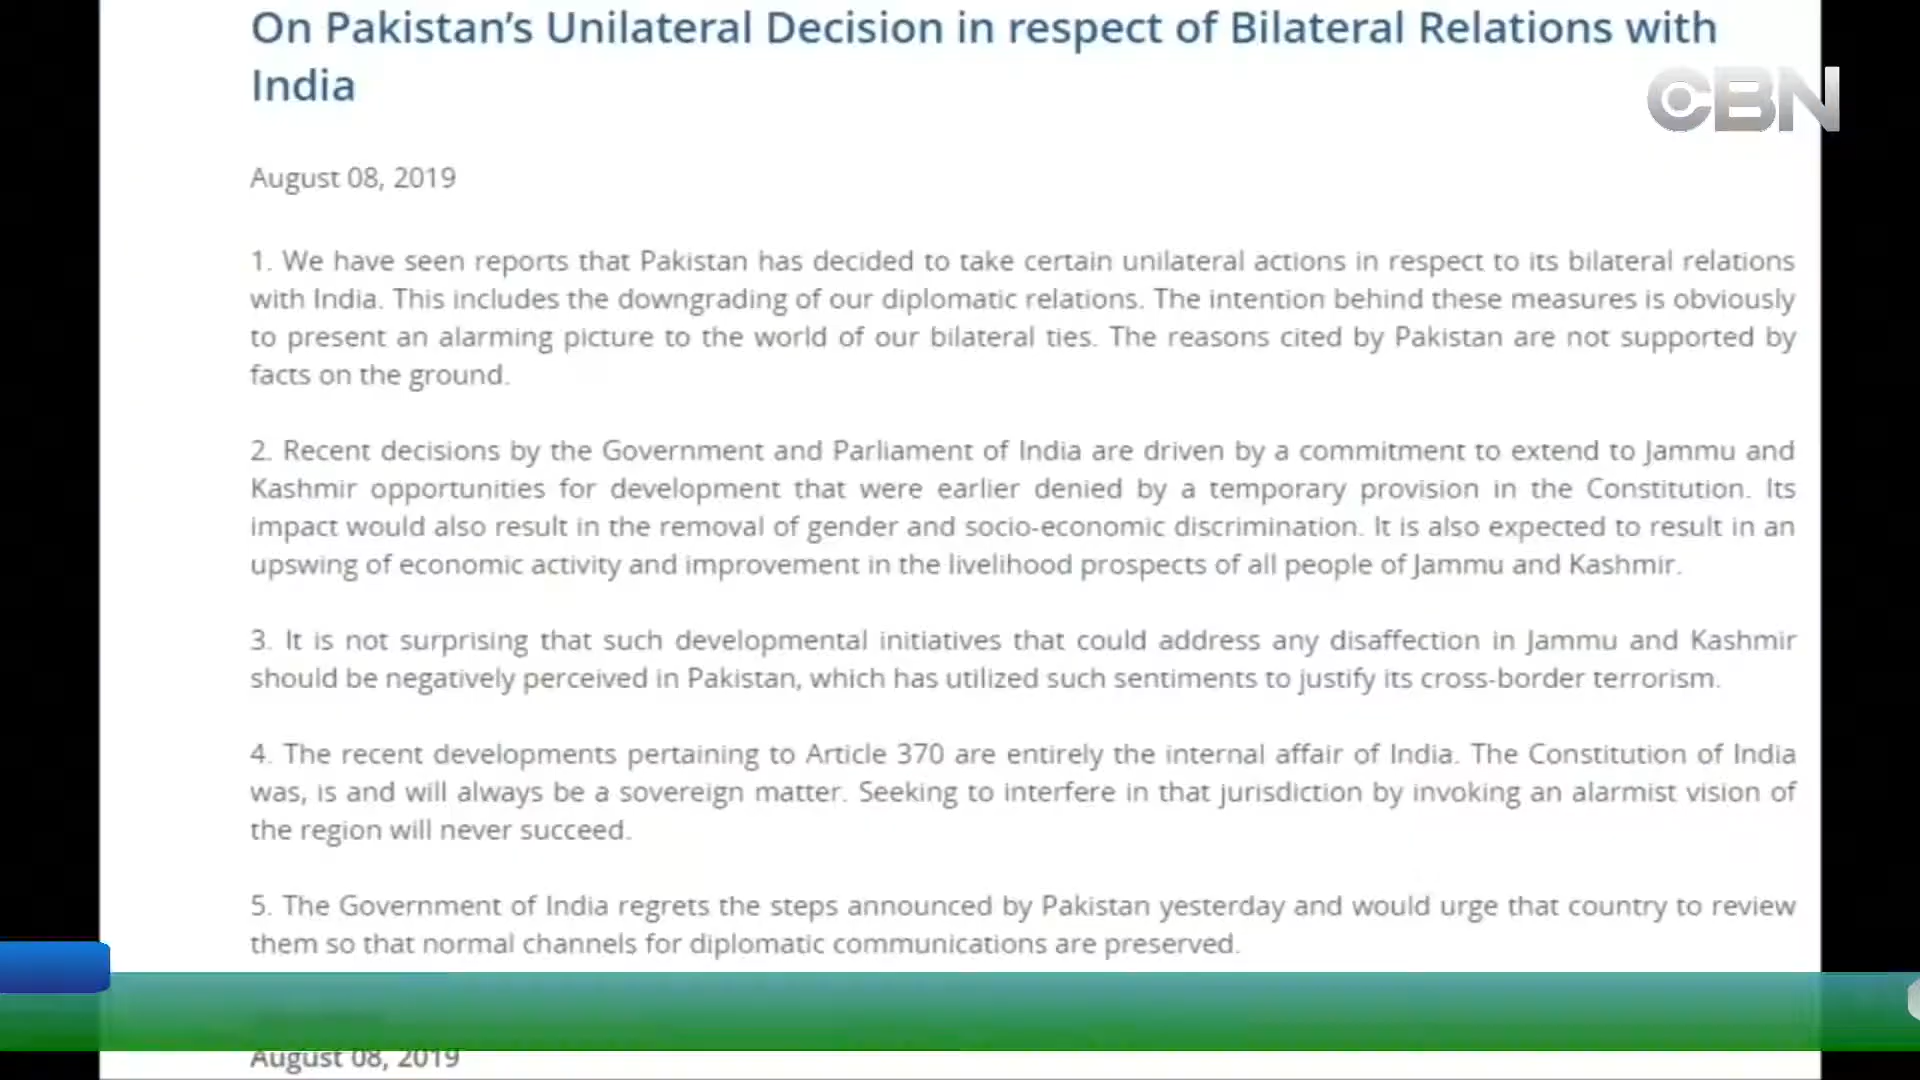 On Pakistan's Unilateral Decision in respect of Bilateral Relations with
India
CBN
August 08, 2019
1. We have seen reports that Pakistan has decided to take certain unilateral actions in respect to its bilateral relations
with India. This includes the downgrading of our diplomatic relations. The intention behind these measures is obviously
to present an alarming picture to the world of our bilateral ties. The reasons cited by Pakistan are not supported by
facts on the ground.
2. Recent decisions by the Government and Parliament of India are driven by a commitment to extend to Jammu and
Kashmir opportunities for development that were earlier denied by a temporary provision in the Constitution. Its
impact would also result in the removal of gender and socio-economic discrimination. It is also expected to result in an
upswing of economic activity and improvement in the livelihood prospects of all people of Jammu and Kashmir.
3. It is not surprising that such developmental initiatives that could address any disaffection in Jammu and Kashmir
should be negatively perceived in Pakistan, which has utilized such sentiments to justify its cross-border terrorism.
4. The recent developments pertaining to Article 370 are entirely the internal affair of India. The Constitution of India
was, is and will always be a sovereign matter. Seeking to interfere in that jurisdiction by invoking an alarmist vision of
the region will never succeed.
5. The Government of India regrets the steps announced by Pakistan yesterday and would urge that country to review
them so that normal channels for diplomatic communications are preserved.
August 08, 2019